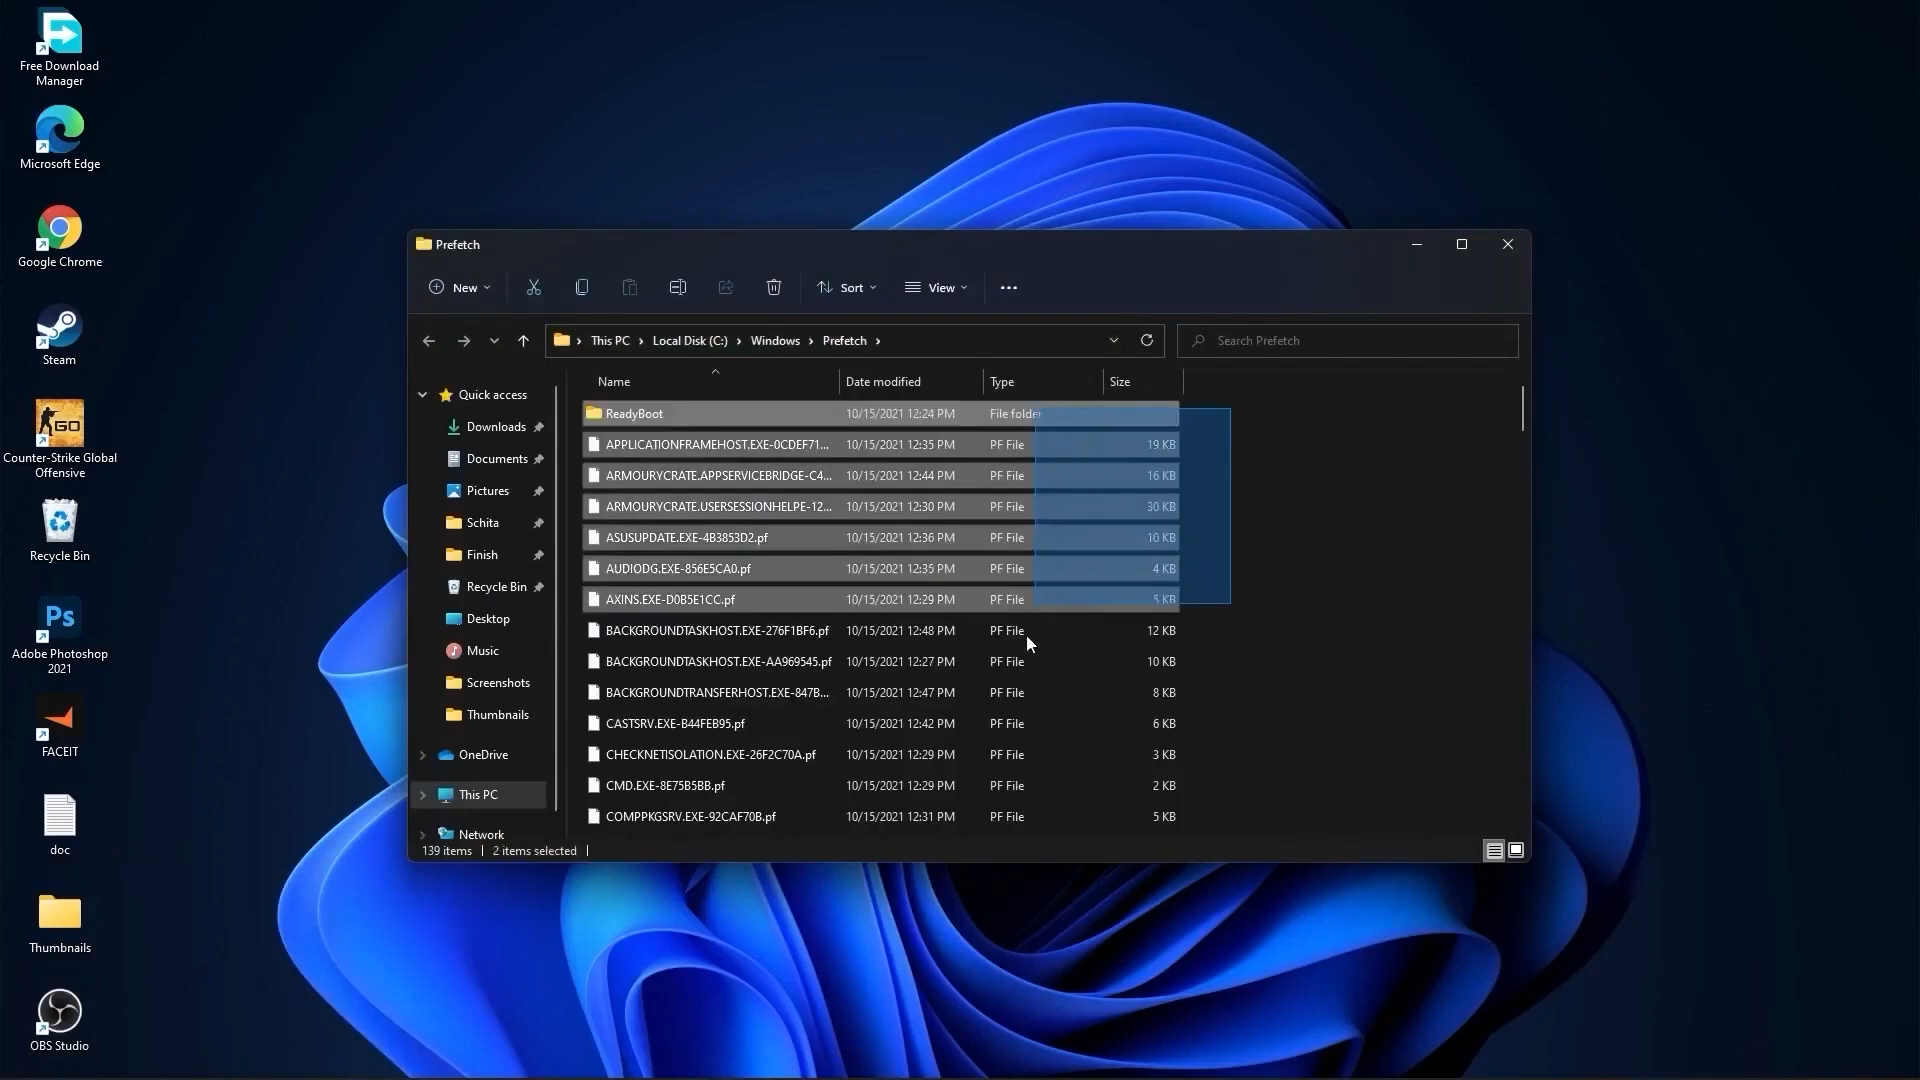 Free Download
Manager
Microsoft Edge
Google Chrome
Steam
GO
Counter-Strike Global
Offensive
Recycle Bin
Ps
Adobe Photoshop
2021
FACEIT
doc
Thumbnails
OBS Studio
Prefetch
New
Sort
View
This PC
Local Disk (C:)
Windows
Prefetch
Search Prefetch
Quick access
Downloads
Documents
Pictures
Schita
Finish
Recycle Bin
Desktop
Music
Screenshots
Thumbnails
OneDrive
This PC
Network
Name Date modified Type Size
ReadyBoot 10/15/2021 12:24 PM File folder
APPLICATIONFRAMEHOST.EXE-0CDEF71... 10/15/2021 12:35 PM PF File 19 KB
ARMOURYCRATE.APPSERVICEBRIDGE-C4... 10/15/2021 12:44 PM PF File 16 KB
ARMOURYCRATE.USERSESSIONHELPE-12... 10/15/2021 12:30 PM PF File 30 KB
ASUSUPDATE.EXE-4B3853D2.pf 10/15/2021 12:36 PM PF File 10 KB
AUDIODG.EXE-856E5CA0.pf 10/15/2021 12:35 PM PF File 4 KB
AXINS.EXE-D0B5E1CC.pf 10/15/2021 12:29 PM PF File 5 KB
BACKGROUNDTASKHOST.EXE-276F1BF6.pf 10/15/2021 12:48 PM PF File 12 KB
BACKGROUNDTASKHOST.EXE-AA969545.pf 10/15/2021 12:27 PM PF File 10 KB
BACKGROUNDTRANSFERHOST.EXE-847B... 10/15/2021 12:47 PM PF File 8 KB
CASTSRV.EXE-B44FEB95.pf 10/15/2021 12:42 PM PF File 6 KB
CHECKNETISOLATION.EXE-26F2C70A.pf 10/15/2021 12:29 PM PF File 3 KB
CMD.EXE-8E75B5BB.pf 10/15/2021 12:29 PM PF File 2 KB
COMPPKGSRV.EXE-92CAF70B.pf 10/15/2021 12:31 PM PF File 5 KB
139 items 2 items selected